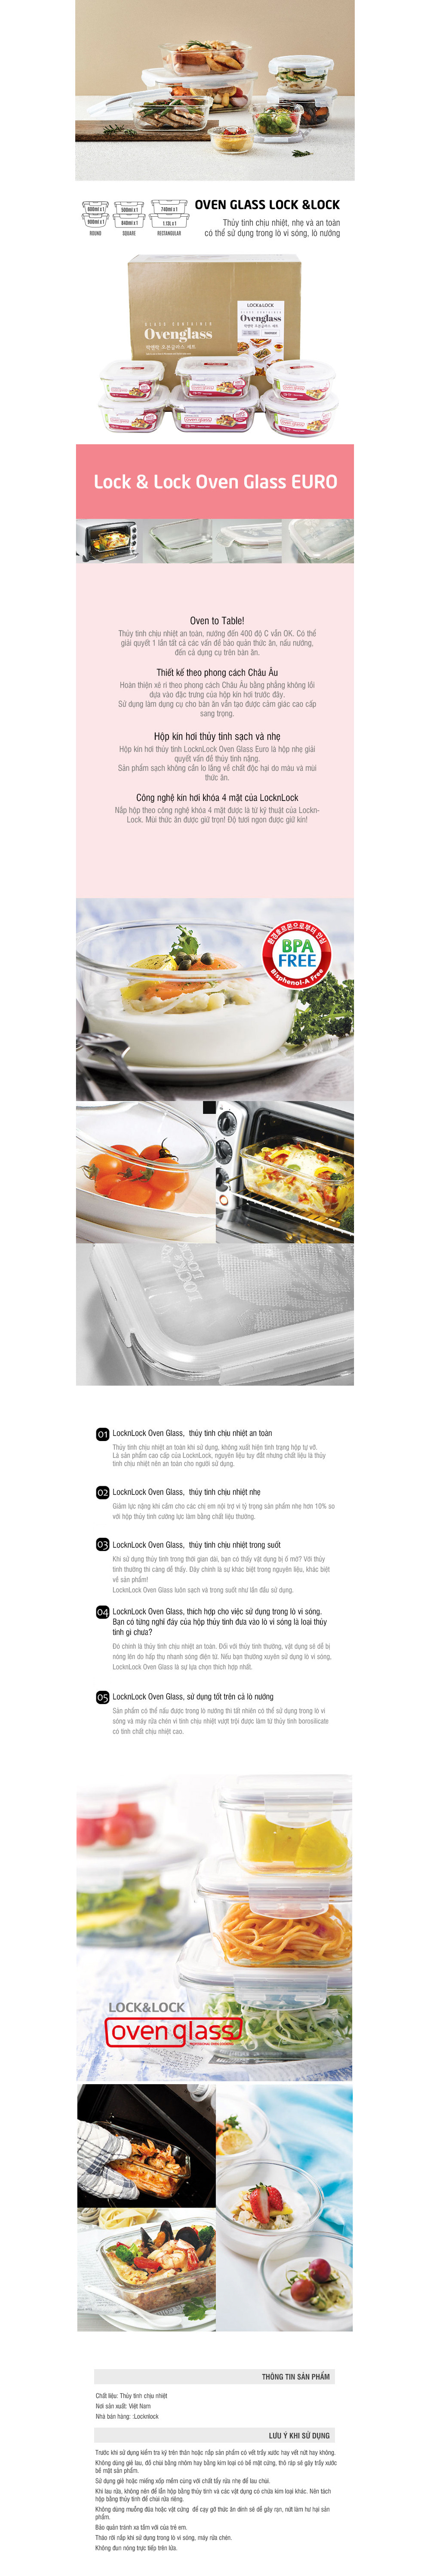 OVEN GLASS LOCK &LOCK
Thủy tinh chịu nhiệt, nhẹ và an toàn
có thể sử dụng trong lò vi sóng, lò nướng
600ml x 1
500ml x 1
740ml x 1
900ml x 1
840ml x 1
ROUND
SQUARE
RECTANGULAR
LOCK&LOCK
Ovenglass
GLASS CONTAINER
Ovenglass
Lock & Lock Oven Glass EURO
Oven to Table!
Thủy tinh chịu nhiệt an toàn, nướng đến 400 độ C vẫn OK. Có thể
giải quyết 1 lần tất cả các vấn đề bảo quản thức ăn, nấu nướng,
đến cả dụng cụ trên bàn ăn.
Thiết kế theo phong cách Châu Âu
Hoàn thiện xê ri theo phong cách Châu Âu bằng phẳng không lồi
dựa vào đặc trưng của hộp kín hơi trước đây.
Sử dụng làm dụng cụ cho bàn ăn vẫn tạo được cảm giác cao cấp
sang trọng.
Hộp kín hơi thủy tinh sạch và nhẹ
Hộp kín hơi thủy tinh LocknLock Oven Glass Euro là hộp nhẹ giải
quyết vấn đề thủy tinh nặng.
Sản phẩm sạch không cần lo lắng về chất độc hại do màu và mùi
thức ăn.
Công nghệ kín hơi khóa 4 mặt của LocknLock
Nắp hộp theo công nghệ khóa 4 mặt được là từ kỹ thuật của Lockn-
Lock. Mùi thức ăn được giữ trọn! Độ tươi ngon được giữ kín!
환경호르몬으로부터 안심
BPA
FREE
Bisphenol-A Free
01 LocknLock Oven Glass, thủy tinh chịu nhiệt an toàn
Thủy tinh chịu nhiệt an toàn khi sử dụng, không xuất hiện tình trạng hộp tự vỡ.
Là sản phẩm cao cấp của LocknLock, nguyên liệu tuy đắt nhưng chất liệu là thủy
tinh chịu nhiệt nên an toàn cho người sử dụng.
02 LocknLock Oven Glass, thủy tinh chịu nhiệt nhẹ
Giảm lực nặng khi cầm cho các chị em nội trợ vì tỷ trọng sản phẩm nhẹ hơn 10% so
với hộp thủy tinh cường lực làm bằng chất liệu thường.
03 LocknLock Oven Glass, thủy tinh chịu nhiệt trong suốt
Khi sử dụng thủy tinh trong thời gian dài, bạn có thấy vật dụng bị ố mờ? Với thủy
tinh thường thì càng dễ thấy. Đây chính là sự khác biệt trong nguyên liệu, khác biệt
về sản phẩm!
LocknLock Oven Glass luôn sạch và trong suốt như lần đầu sử dụng.
04 LocknLock Oven Glass, thích hợp cho việc sử dụng trong lò vi sóng.
Bạn có từng nghi đây của hộp thủy tinh đưa vào lò vi sóng là loại thủy
tinh gì chưa?
Đó chính là thủy tinh chịu nhiệt an toàn. Đối với thủy tinh thường, vật dụng sẽ dễ bị
nóng lên do hấp thụ nhanh sóng điện từ. Nếu bạn thường xuyên sử dụng lò vi sóng,
LocknLock Oven Glass là sự lựa chọn thích hợp nhất.
05 LocknLock Oven Glass, sử dụng tốt trên cả lò nướng
Sản phẩm có thể nấu được trong lò nướng thì tất nhiên có thể sử dụng trong lò vi
sóng và máy rửa chén vì tính chịu nhiệt vượt trội được làm từ thủy tinh borosilicate
có tính chất chịu nhiệt cao.
LOCK&LOCK
oven glass
THÔNG TIN SẢN PHẨM
Chất liệu: Thủy tinh chịu nhiệt
Nơi sản xuất: Việt Nam
Nhà bán hàng: :Locknlock
LƯU Ý KHI SỬ DỤNG
Trước khi sử dụng kiểm tra kỹ trên thân hoặc nắp sản phẩm có vết trầy xước hay vết nứt hay không.
Không dùng giẻ lau, đồ chùi bằng nhôm hay bằng kim loại có bề mặt cứng, thô ráp sẽ gây trầy xước
bề mặt sản phẩm.
Sử dụng giẻ hoặc miếng xốp mềm cùng với chất tẩy rửa nhẹ để lau chùi.
Khi lau rửa, không nên để lẫn hộp bằng thủy tinh và các vật dụng có chứa kim loại khác. Nên tách
hộp bằng thủy tinh để chùi rửa riêng.
Không dùng muỗng đũa hoặc vật cứng để cạy gỡ thức ăn dính sẽ dễ gây rạn, nứt làm hư hại sản
phẩm.
Bảo quản tránh xa tầm với của trẻ em.
Tháo rời nắp khi sử dụng trong lò vi sóng, máy rửa chén.
Không đun nóng trực tiếp trên lửa.